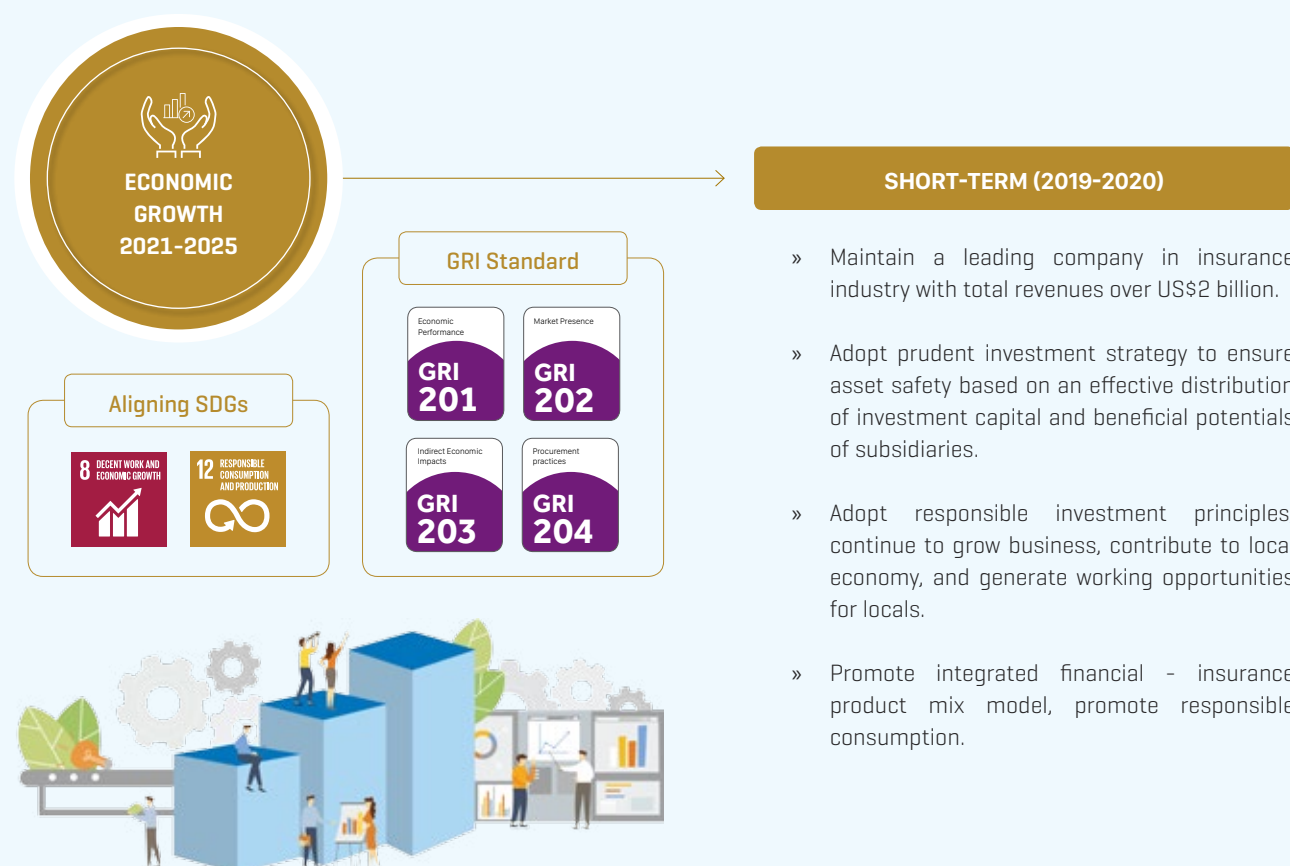 ECONOMIC
GROWTH
2021-2025
Aligning SDGs
8 DECENT WORK AND
ECONOMIC GROWTH
12 RESPONSIBLE
CONSUMPTION
AND PRODUCTION
GRI Standard
Economic
Performance
GRI
201
Market Presence
GRI
202
Indirect Economic
Impacts
GRI
203
Procurement
practices
GRI
204
SHORT-TERM (2019-2020)
» Maintain a leading company in insurance
industry with total revenues over US$2 billion.
» Adopt prudent investment strategy to ensure
asset safety based on an effective distribution
of investment capital and beneficial potentials
of subsidiaries.
» Adopt responsible investment principles,
continue to grow business, contribute to local
economy, and generate working opportunities
for locals.
» Promote integrated financial - insurance
product mix model, promote responsible
consumption.